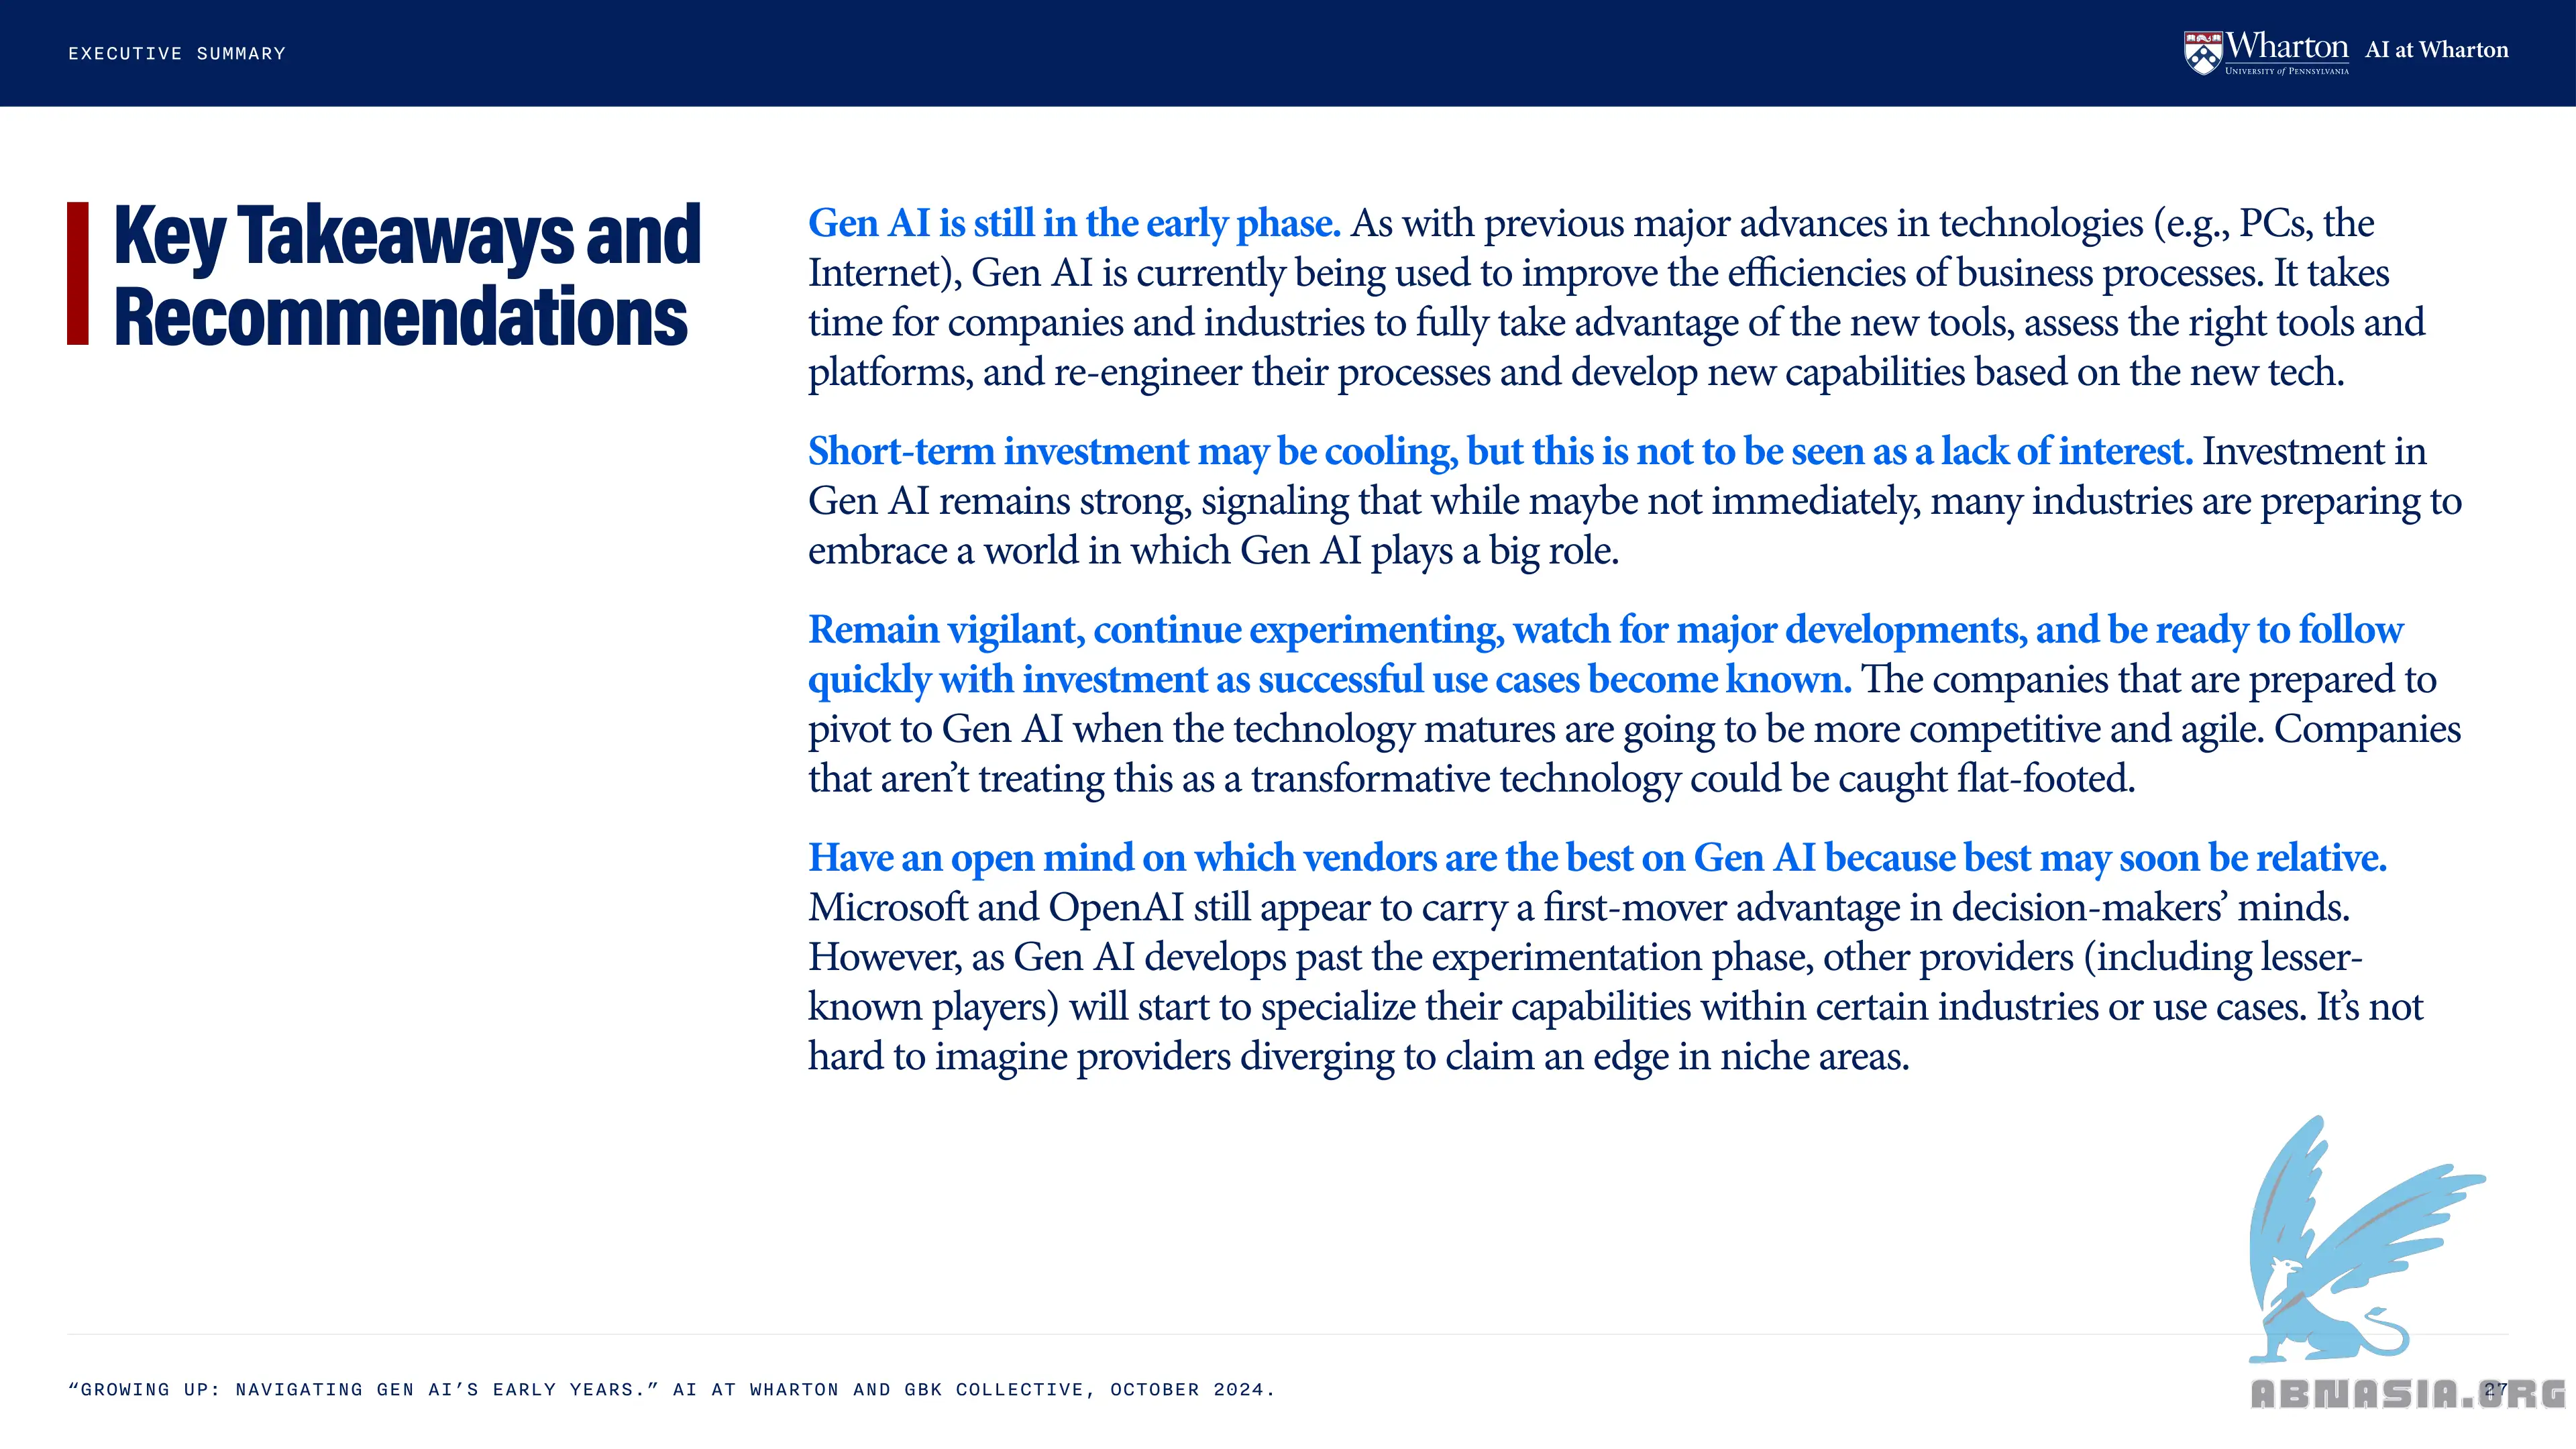 EXECUTIVE SUMMARY
Wharton
UNIVERSITY of PENNSYLVANIA
AI at Wharton
Key Takeaways and
Recommendations
Gen AI is still in the early phase. As with previous major advances in technologies (e.g., PCs, the
Internet), Gen AI is currently being used to improve the efficiencies of business processes. It takes
time for companies and industries to fully take advantage of the new tools, assess the right tools and
platforms, and re-engineer their processes and develop new capabilities based on the new tech.
Short-term investment may be cooling, but this is not to be seen as a lack of interest. Investment in
Gen AI remains strong, signaling that while maybe not immediately, many industries are preparing to
embrace a world in which Gen AI plays a big role.
Remain vigilant, continue experimenting, watch for major developments, and be ready to follow
quickly with investment as successful use cases become known. The companies that are prepared to
pivot to Gen AI when the technology matures are going to be more competitive and agile. Companies
that aren’t treating this as a transformative technology could be caught flat-footed.
Have an open mind on which vendors are the best on Gen AI because best may soon be relative.
Microsoft and OpenAI still appear to carry a first-mover advantage in decision-makers’ minds.
However, as Gen AI develops past the experimentation phase, other providers (including lesser-
known players) will start to specialize their capabilities within certain industries or use cases. It’s not
hard to imagine providers diverging to claim an edge in niche areas.
“GROWING UP: NAVIGATING GEN AI’S EARLY YEARS.” AI AT WHARTON AND GBK COLLECTIVE, OCTOBER 2024.
27
ABNASIA.ORG